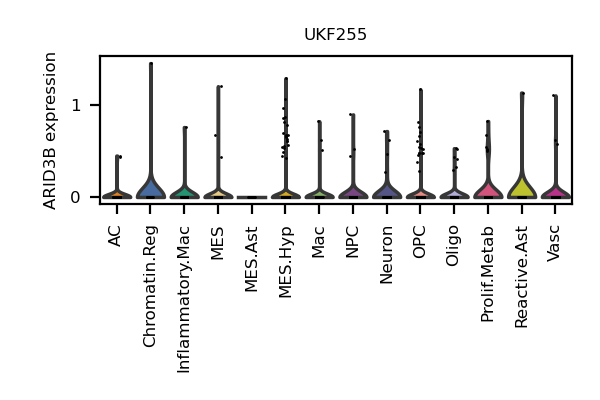 UKF255
ARID3B expression
1
0
AC
Chromatin.Reg
Inflammatory.Mac
MES
MES.Ast
MES.Hyp
Mac
NPC
Neuron
OPC
Oligo
Prolif.Metab
Reactive.Ast
Vasc